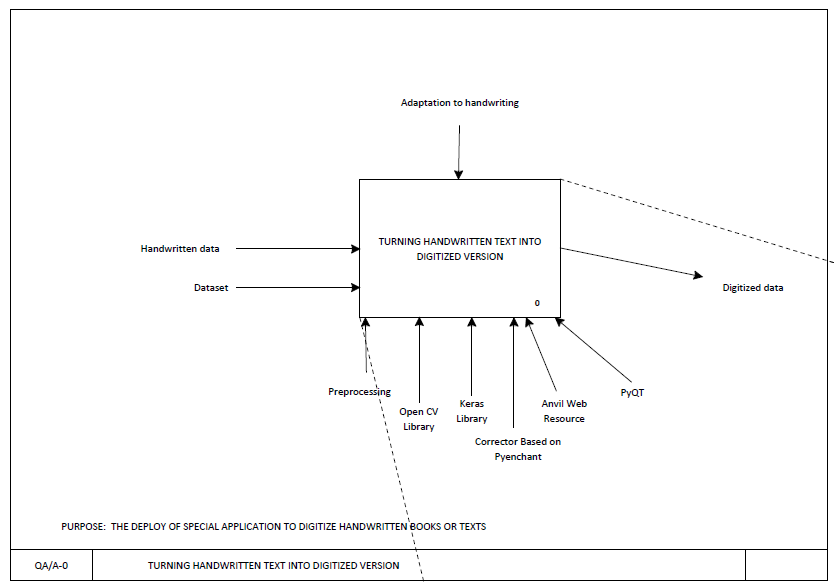 Adaptation to handwriting
TURNING HANDWRITTEN TEXT INTO
DIGITIZED VERSION
Handwritten data
Dataset
Digitized data
0
Preprocessing
Open CV
Library
Keras
Library
Corrector Based on
Pyenchant
Anvil Web
Resource
PyQT
PURPOSE: THE DEPLOY OF SPECIAL APPLICATION TO DIGITIZE HANDWRITTEN BOOKS OR TEXTS
QA/A-0
TURNING HANDWRITTEN TEXT INTO DIGITIZED VERSION